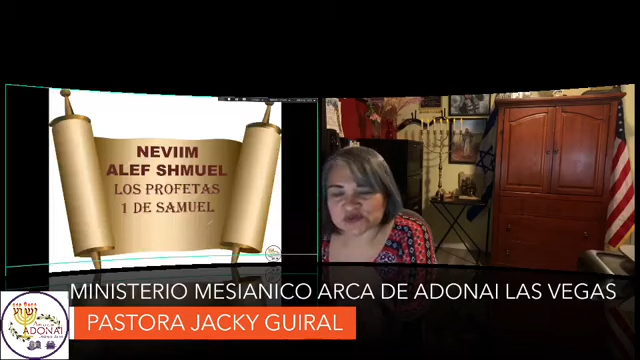 NEVIIM
ALEF SHMUEL
LOS PROFETAS
1 DE SAMUEL
MINISTERIO MESIANICO ARCA DE ADONAI LAS VEGAS
PASTORA JACKY GUIRAL
ADONAI